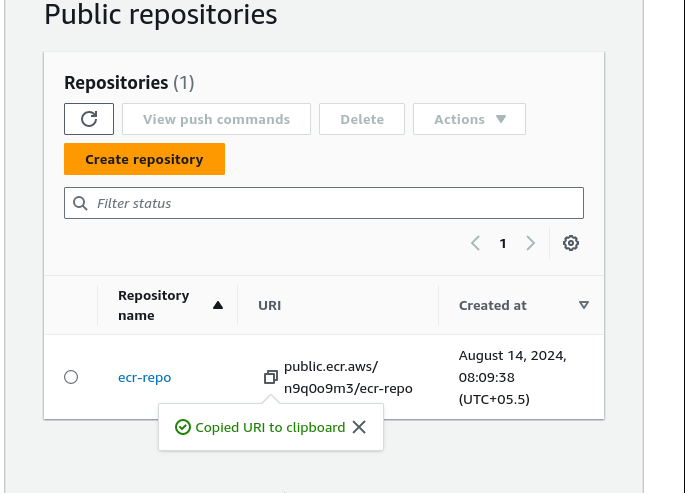 Public repositories
Repositories (1)
View push commands
Delete
Actions
Create repository
Filter status
1
Repository name
URI
Created at
ecr-repo
public.ecr.aws/
n9q0o9m3/ecr-repo
August 14, 2024,
08:09:38
(UTC+05.5)
Copied URI to clipboard